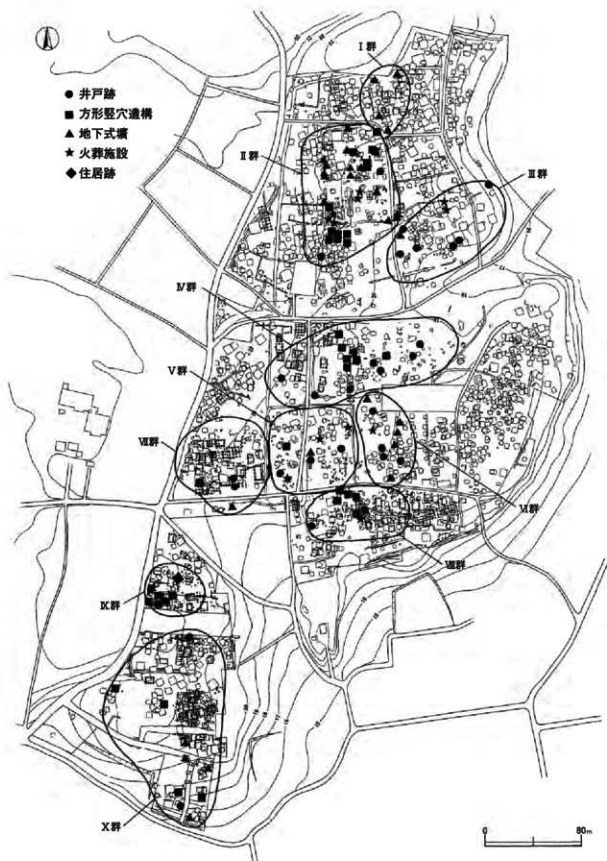 I群
● 井戸跡
■ 方形竪穴遺構
▲ 地下式壙
★ 火葬施設
◆ 住居跡
II群
III群
IV群
V群
VII群
VI群
VIII群
IX群
X群
0 80m